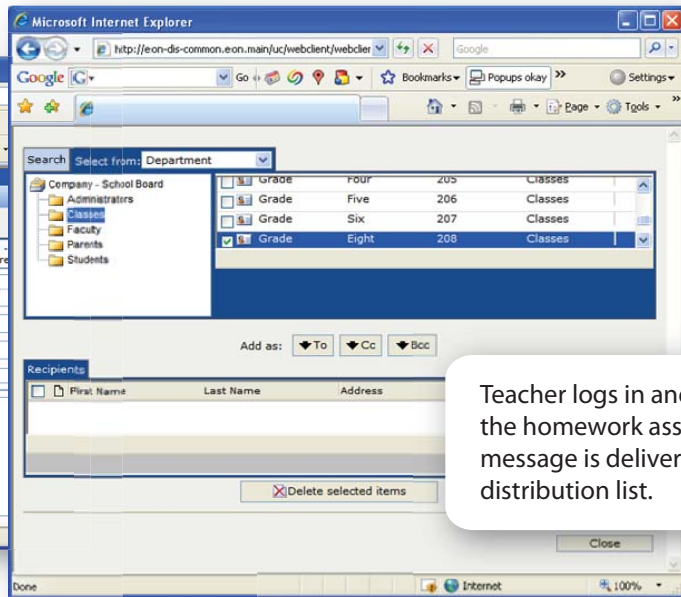 Microsoft Internet Explorer
http://eon-dis-common.eon.main/uc/webclient/webclier
Google
Google G
Go
Bookmarks
Popups okay
»
Settings
Page
Tools
»
Search Select from: Department
Company - School Board
Administrators
Classes
Faculty
Parents
Students
Grade Four 205 Classes
Grade Five 206 Classes
Grade Six 207 Classes
Grade Eight 208 Classes
Add as: To Cc Bcc
Recipients
First Name Last Name Address
Delete selected items
Teacher logs in and
the homework ass
message is deliver
distribution list.
Close
Done Internet 100%